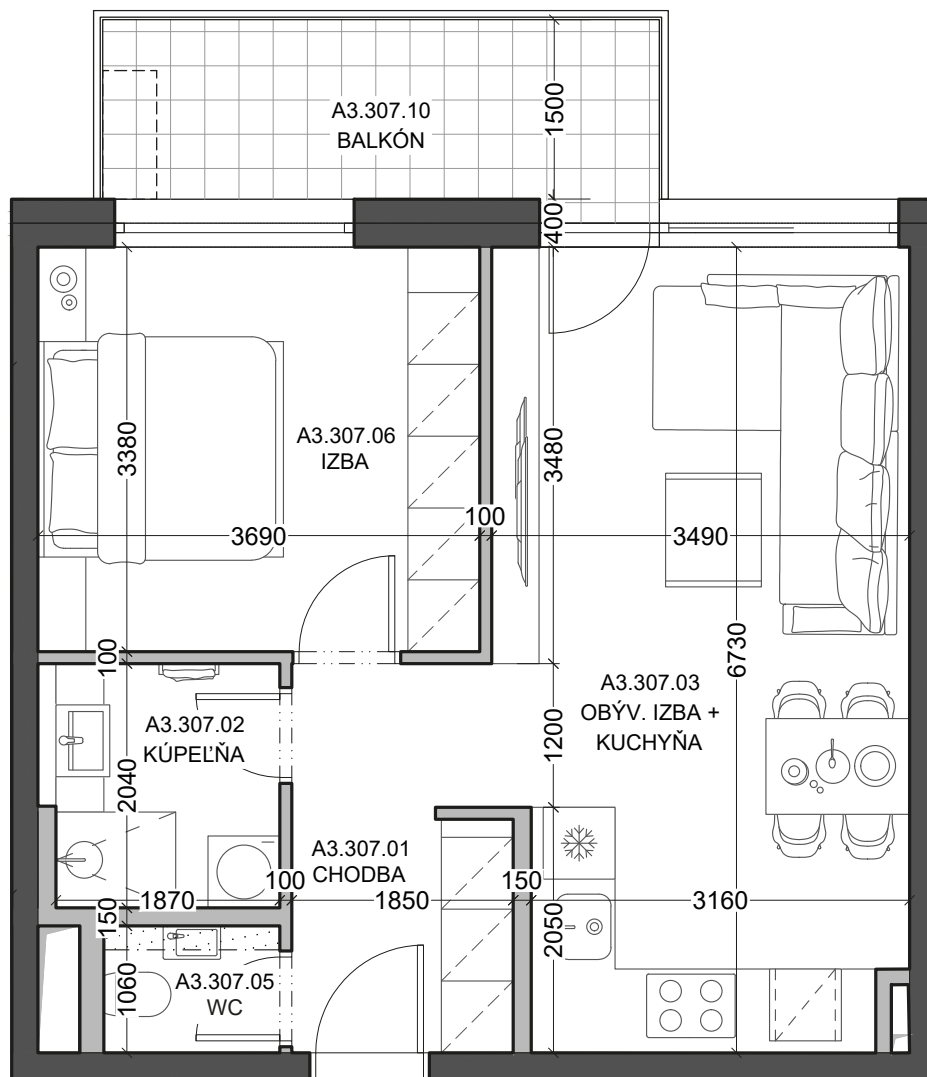 A3.307.10
BALKÓN
1500
400
A3.307.06
IZBA
3380
3480
3690
100
3490
6730
100
A3.307.03
OBÝV. IZBA +
KUCHYŇA
A3.307.02
KÚPEĽŇA
1200
2040
A3.307.01
CHODBA
1870
100
1850
150
3160
150
2050
1060
A3.307.05
WC